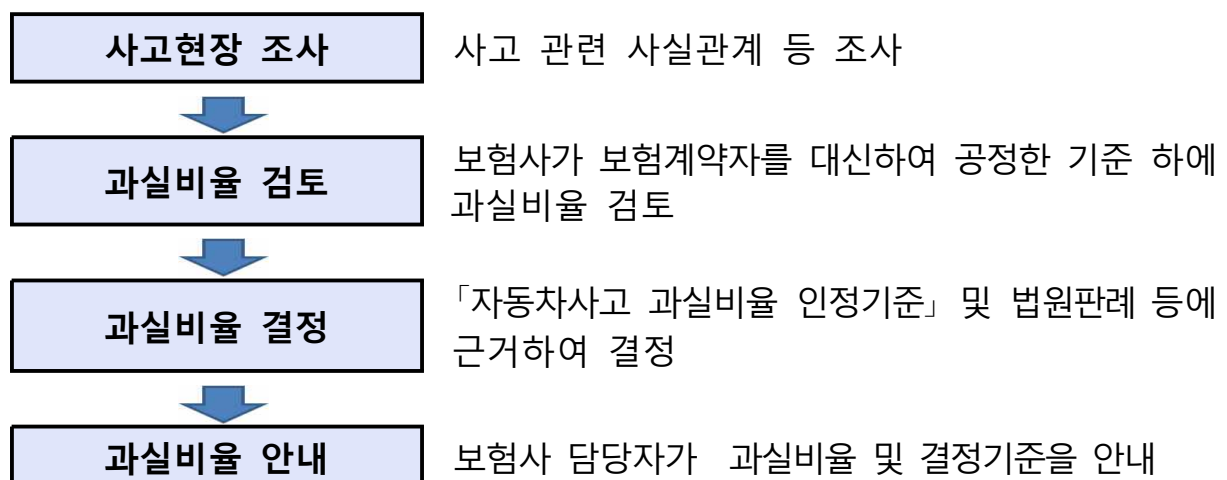 사고현장 조사
사고 관련 사실관계 등 조사
과실비율 검토
보험사가 보험계약자를 대신하여 공정한 기준 하에
과실비율 검토
과실비율 결정
「자동차사고 과실비율 인정기준」 및 법원판례 등에
근거하여 결정
과실비율 안내
보험사 담당자가 과실비율 및 결정기준을 안내